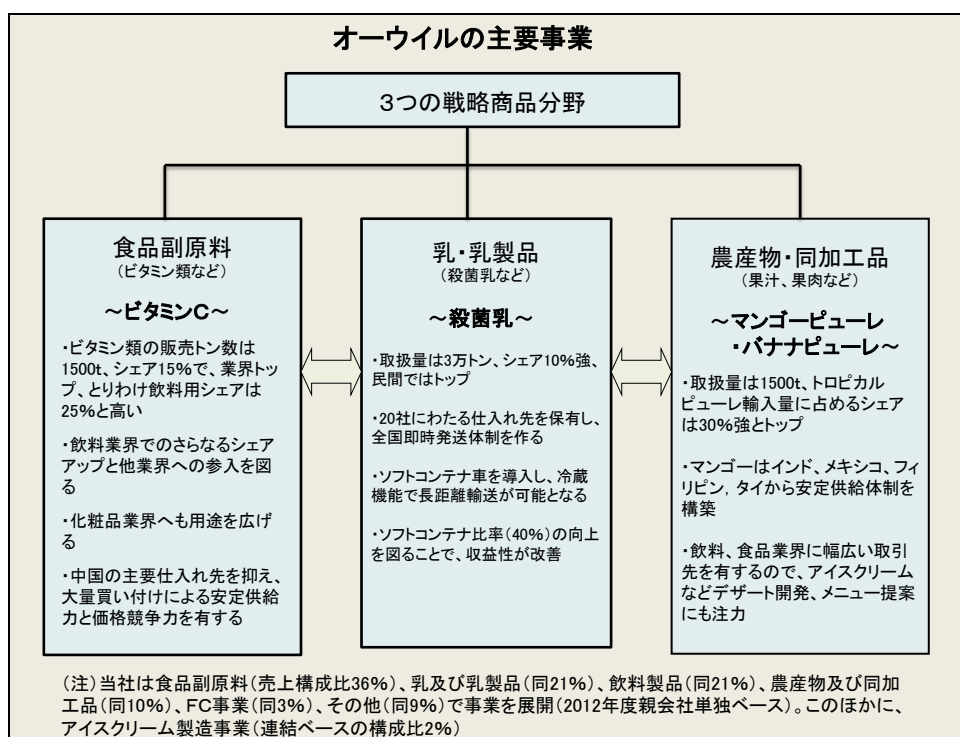 オーウイルの主要事業
3つの戦略商品分野
食品副原料
(ビタミン類など)
~ビタミンC~
・ビタミン類の販売トン数は
1500t、シェア15%で、業界トッ
プ、とりわけ飲料用シェアは
25%と高い
・飲料業界でのさらなるシェア
アップと他業界への参入を図
る
・化粧品業界へも用途を広げ
る
・中国の主要仕入れ先を抑え、
大量買い付けによる安定供給
力と価格競争力を有する
乳・乳製品
(殺菌乳など)
~殺菌乳~
・取扱量は3万トン、シェア10%強、
民間ではトップ
・20社にわたる仕入れ先を保有し、
全国即時発送体制を作る
・ソフトコンテナ車を導入し、冷蔵
機能で長距離輸送が可能となる
・ソフトコンテナ比率(40%)の向上
を図ることで、収益性が改善
農産物・同加工品
(果汁、果肉など)
~マンゴーピューレ
・バナナピューレ~
・取扱量は1500t、トロピカル
ピューレ輸入量に占めるシェア
は30%強とトップ
・マンゴーはインド、メキシコ、フィ
リピン,タイから安定供給体制を
構築
・飲料、食品業界に幅広い取引
先を有するので、アイスクリーム
などデザート開発、メニュー提案
にも注力
(注)当社は食品副原料(売上構成比36%)、乳及び乳製品(同21%)、飲料製品(同21%)、農産物及び同加
工品(同10%)、FC事業(同3%)、その他(同9%)で事業を展開(2012年度親会社単独ベース)。このほかに、
アイスクリーム製造事業(連結ベースの構成比2%)